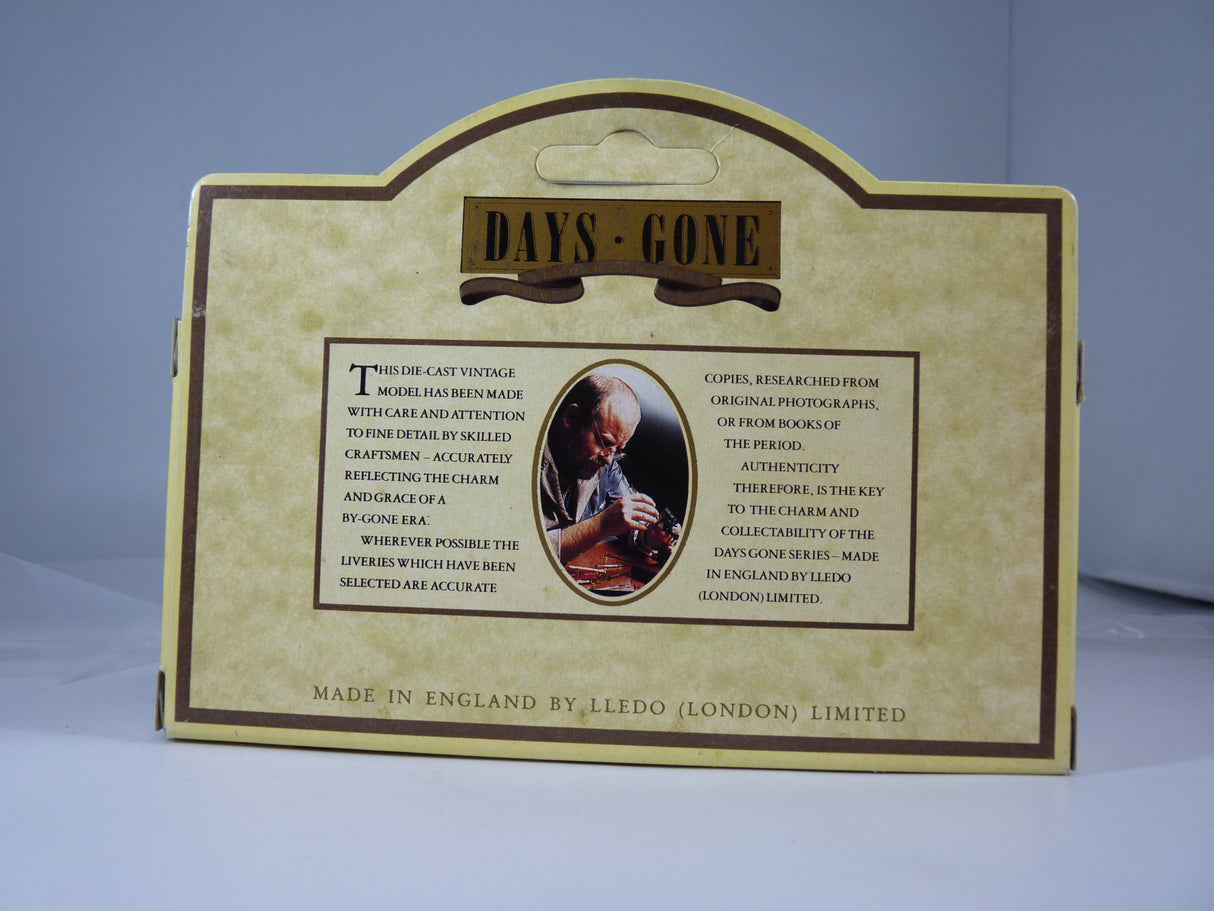 DAYS · GONE
THIS DIE-CAST VINTAGE
MODEL HAS BEEN MADE
WITH CARE AND ATTENTION
TO FINE DETAIL BY SKILLED
CRAFTSMEN – ACCURATELY
REFLECTING THE CHARM
AND GRACE OF A
BY-GONE ERA.
WHEREVER POSSIBLE THE
LIVERIES WHICH HAVE BEEN
SELECTED ARE ACCURATE
COPIES, RESEARCHED FROM
ORIGINAL PHOTOGRAPHS,
OR FROM BOOKS OF
THE PERIOD.
AUTHENTICITY
THEREFORE, IS THE KEY
TO THE CHARM AND
COLLECTABILITY OF THE
DAYS GONE SERIES – MADE
IN ENGLAND BY LLEDO
(LONDON) LIMITED.
MADE IN ENGLAND BY LLEDO (LONDON) LIMITED